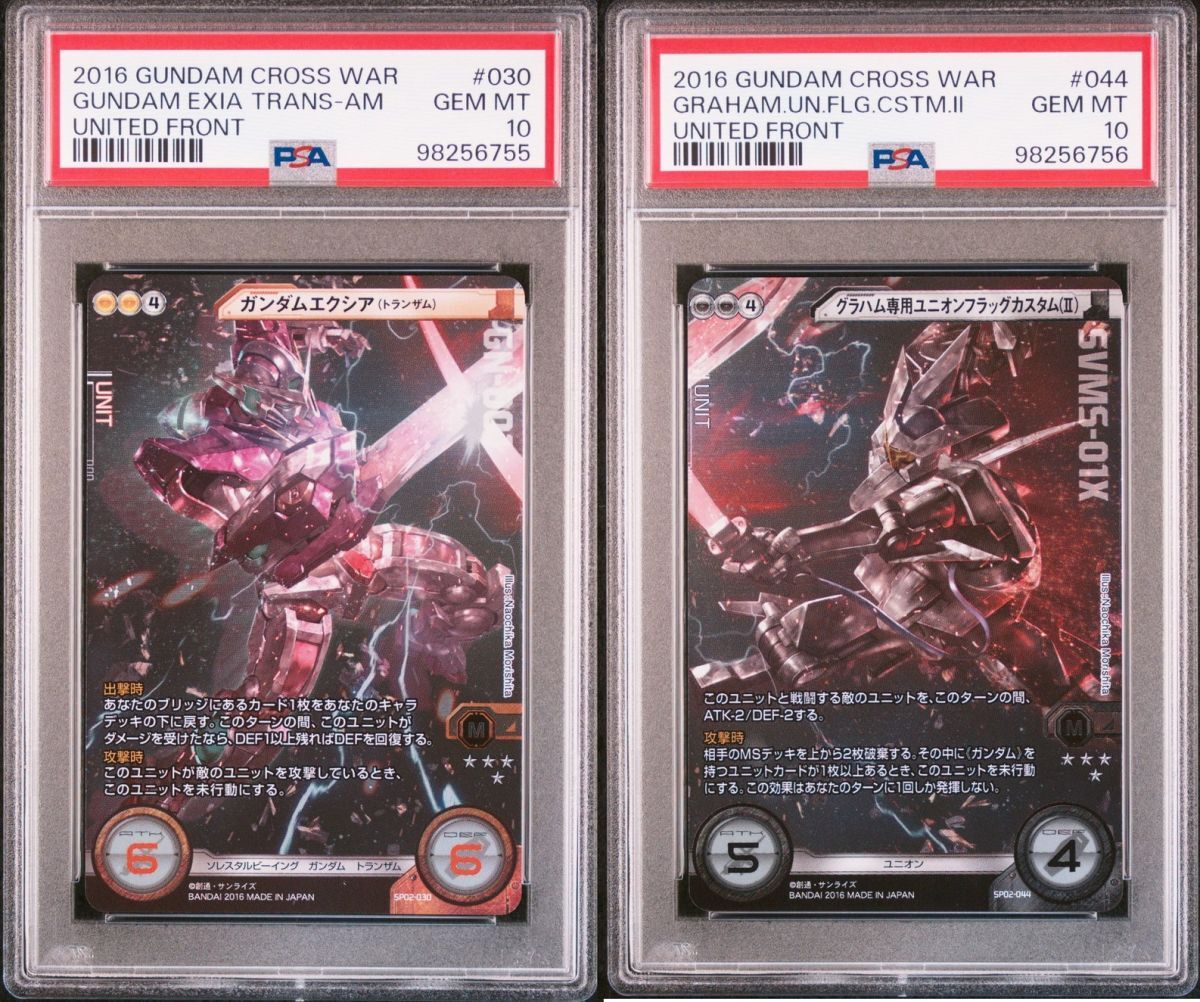 2016 GUNDAM CROSS WAR #030
GUNDAM EXIA TRANS-AM GEM MT
UNITED FRONT 10
PSA 98256755
4 ガンダムエクシア(トランザム)
UNIT
GN-00
Illus.:Naochika Morishita
出撃時
あなたのブリッジにあるカード1枚をあなたのキャラ
デッキの下に戻す。このターンの間、このユニットが
ダメージを受けたなら、DEF1以上残ればDEFを回復する。
攻撃時
このユニットが敵のユニットを攻撃しているとき、
このユニットを未行動にする。
M
ATK 6
DEF 6
ソレスタルビーイング ガンダム トランザム
©創通・サンライズ
BANDAI 2016 MADE IN JAPAN
SP02-030
2016 GUNDAM CROSS WAR #044
GRAHAM.UN.FLG.CSTM.II GEM MT
UNITED FRONT 10
PSA 98256756
4 グラハム専用ユニオンフラッグカスタム(II)
UNIT
SVMS-01X
Illus.:Naochika Morishita
このユニットと戦闘する敵のユニットを、このターンの間、
ATK-2/DEF-2する。
攻撃時
相手のMSデッキを上から2枚破棄する。その中に《ガンダム》を
持つユニットカードが1枚以上あるとき、このユニットを未行動に
する。この効果はあなたのターンに1回しか発揮しない。
M
ATK 5
DEF 4
ユニオン
©創通・サンライズ
BANDAI 2016 MADE IN JAPAN
SP02-044